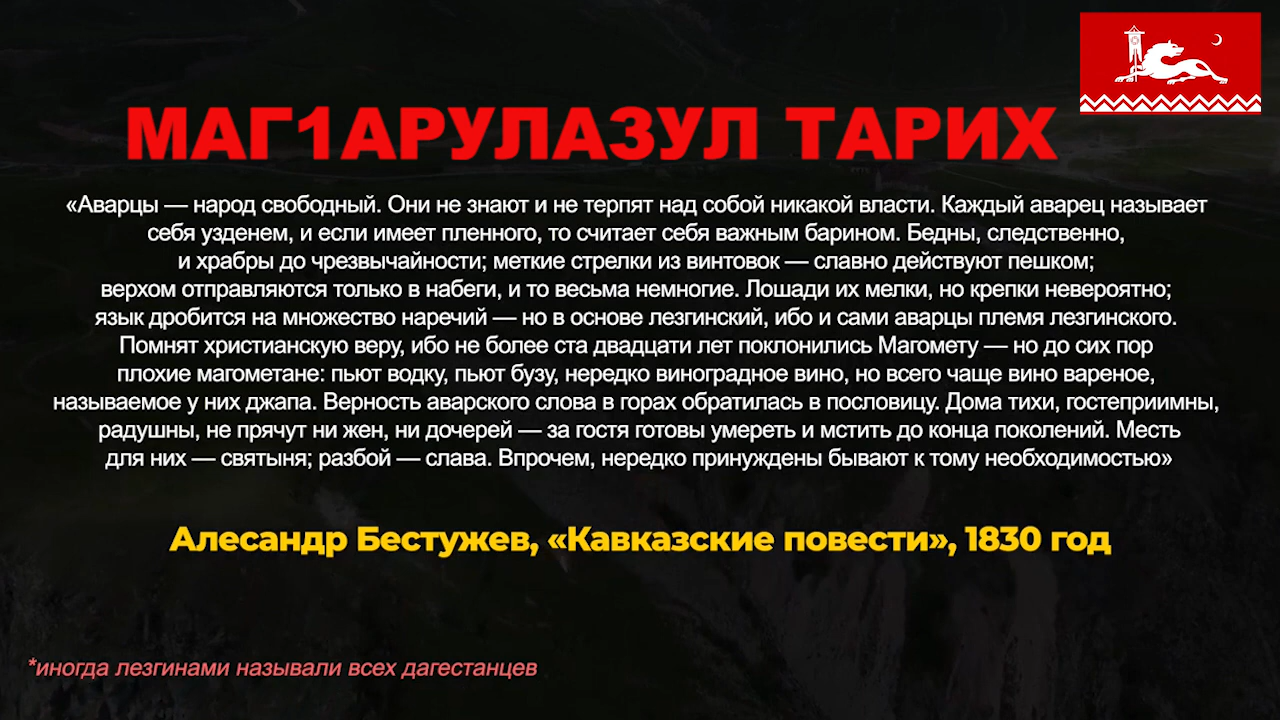 МАГ1АРУЛАЗУЛ ТАРИХ
«Аварцы — народ свободный. Они не знают и не терпят над собой никакой власти. Каждый аварец называет
себя узденем, и если имеет пленного, то считает себя важным барином. Бедны, следственно,
и храбры до чрезвычайности; меткие стрелки из винтовок — славно действуют пешком;
верхом отправляются только в набеги, и то весьма немногие. Лошади их мелки, но крепки невероятно;
язык дробится на множество наречий — но в основе лезгинский, ибо и сами аварцы племя лезгинского.
Помнят христианскую веру, ибо не более ста двадцати лет поклонились Магомету — но до сих пор
плохие магометане: пьют водку, пьют бузу, нередко виноградное вино, но всего чаще вино вареное,
называемое у них джапа. Верность аварского слова в горах обратилась в пословицу. Дома тихи, гостеприимны,
радушны, не прячут ни жен, ни дочерей — за гостя готовы умереть и мстить до конца поколений. Месть
для них — святыня; разбой — слава. Впрочем, нередко принуждены бывают к тому необходимостью»
Алесандр Бестужев, «Кавказские повести», 1830 год
*иногда лезгинами называли всех дагестанцев